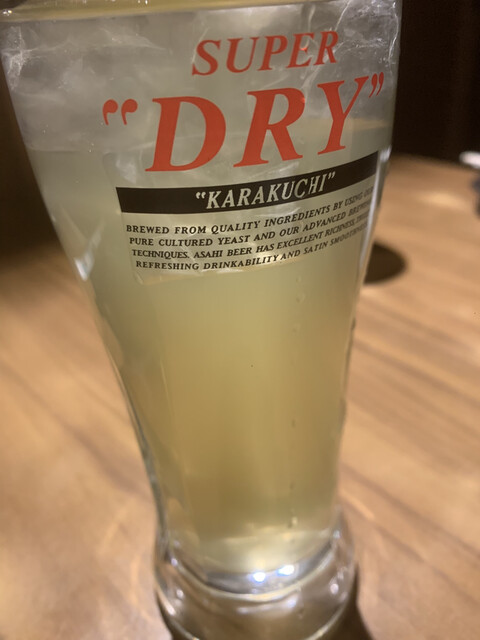 SUPER
"DRY"
"KARAKUCHI"
BREWED FROM QUALITY INGREDIENTS BY USING
PURE CULTURED YEAST AND OUR ADVANCED
TECHNIQUES. ASAHI BEER HAS EXCELLENT RICHNESS,
REFRESHING DRINKABILITY AND SATIN